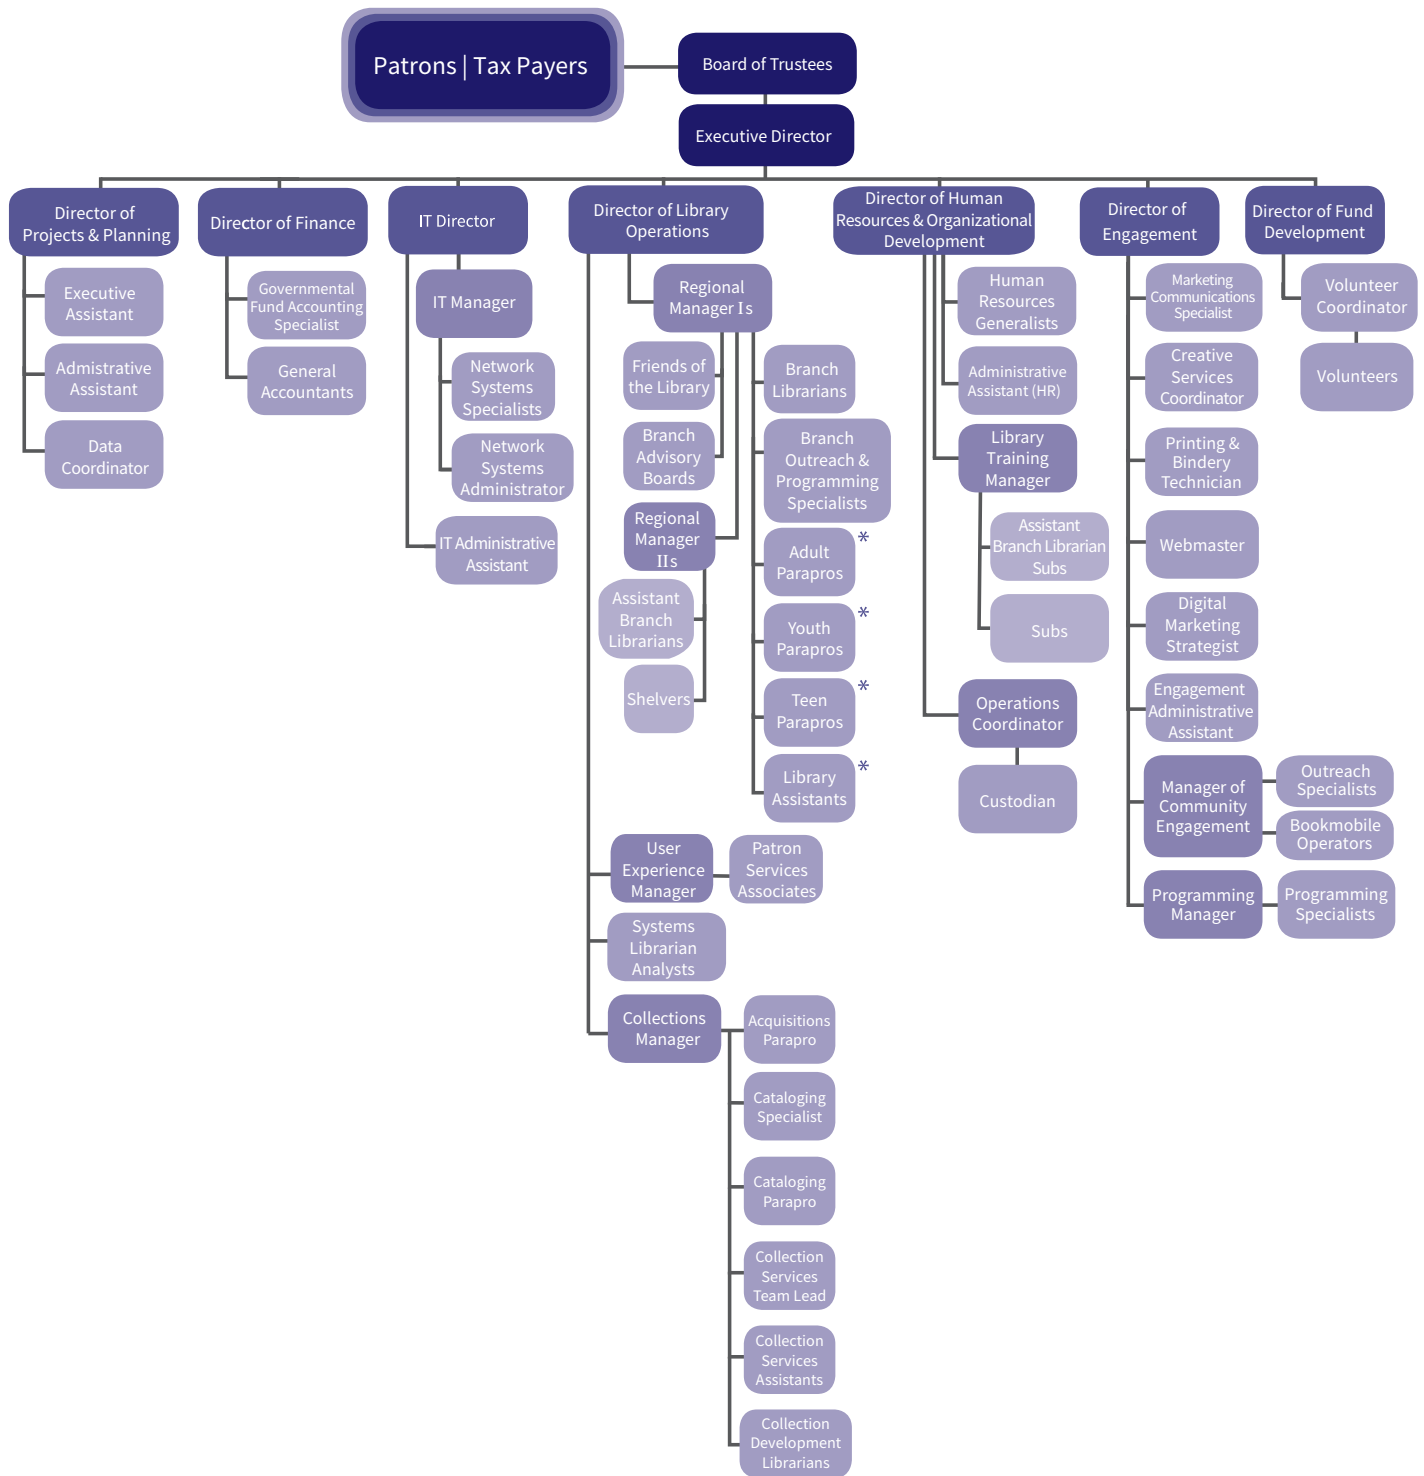 Patrons | Tax Payers
Board of Trustees
Executive Director
Director of
Projects & Planning
Executive
Assistant
Admistrative
Assistant
Data
Coordinator
Director of Finance
Governmental
Fund Accounting
Specialist
General
Accountants
IT Director
IT Manager
Network
Systems
Specialists
Network
Systems
Administrator
IT Administrative
Assistant
Director of Library
Operations
Regional
Manager Is
Friends of
the Library
Branch
Advisory
Boards
Regional
Manager
IIs
Assistant
Branch
Librarians
Shelvers
Branch
Librarians
Branch
Outreach &
Programming
Specialists
Adult
Parapros
*
Youth
Parapros
*
Teen
Parapros
*
Library
Assistants
*
User
Experience
Manager
Patron
Services
Associates
Systems
Librarian
Analysts
Collections
Manager
Acquisitions
Parapro
Cataloging
Specialist
Cataloging
Parapro
Collection
Services
Team Lead
Collection
Services
Assistants
Collection
Development
Librarians
Director of Human
Resources & Organizational
Development
Human
Resources
Generalists
Administrative
Assistant (HR)
Library
Training
Manager
Assistant
Branch Librarian
Subs
Subs
Operations
Coordinator
Custodian
Director of
Engagement
Marketing
Communications
Specialist
Creative
Services
Coordinator
Printing &
Bindery
Technician
Webmaster
Digital
Marketing
Strategist
Engagement
Administrative
Assistant
Manager of
Community
Engagement
Outreach
Specialists
Bookmobile
Operators
Programming
Manager
Programming
Specialists
Director of Fund
Development
Volunteer
Coordinator
Volunteers